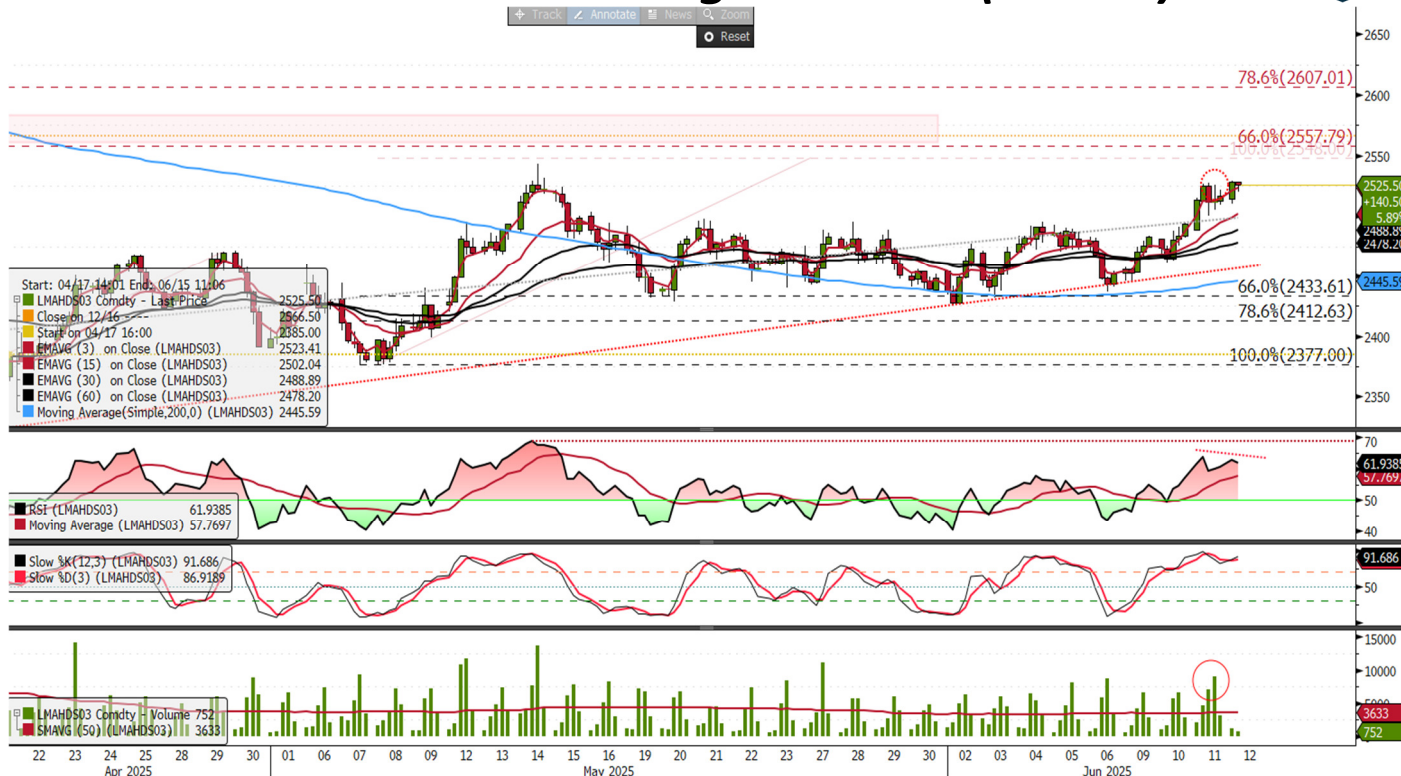 Track Annotate News Zoom
Reset
2650
78.6%(2607.01)
2600
66.0%(2557.79)
100.0%(2548.00)
2550
2525.50
+140.50
5.89%
2488.89
2478.20
2445.59
66.0%(2433.61)
78.6%(2412.63)
2400
100.0%(2377.00)
2350
Start: 04/17 14:01 End: 06/15 11:06
LMAHDS03 Comdty - Last Price 2525.50
Close on 12/16 ---- 2566.50
Start on 04/17 16:00 2385.00
EMAVG (3) on Close (LMAHDS03) 2523.41
EMAVG (15) on Close (LMAHDS03) 2502.04
EMAVG (30) on Close (LMAHDS03) 2488.89
EMAVG (60) on Close (LMAHDS03) 2478.20
Moving Average(Simple,200,0) (LMAHDS03) 2445.59
70
61.9385
57.7697
50
40
RSI (LMAHDS03) 61.9385
Moving Average (LMAHDS03) 57.7697
Slow %K(12,3) (LMAHDS03) 91.686
Slow %D(3) (LMAHDS03) 86.9189
91.686
50
15000
10000
5000
3633
752
LMAHDS03 Comdty - Volume 752
SMAVG (50) (LMAHDS03) 3633
22 23 24 25 28 29 30 01 06 07 08 09 12 13 14 15 16 19 20 21 22 23 27 28 29 30 02 03 04 05 06 09 10 11 12
Apr 2025 May 2025 Jun 2025